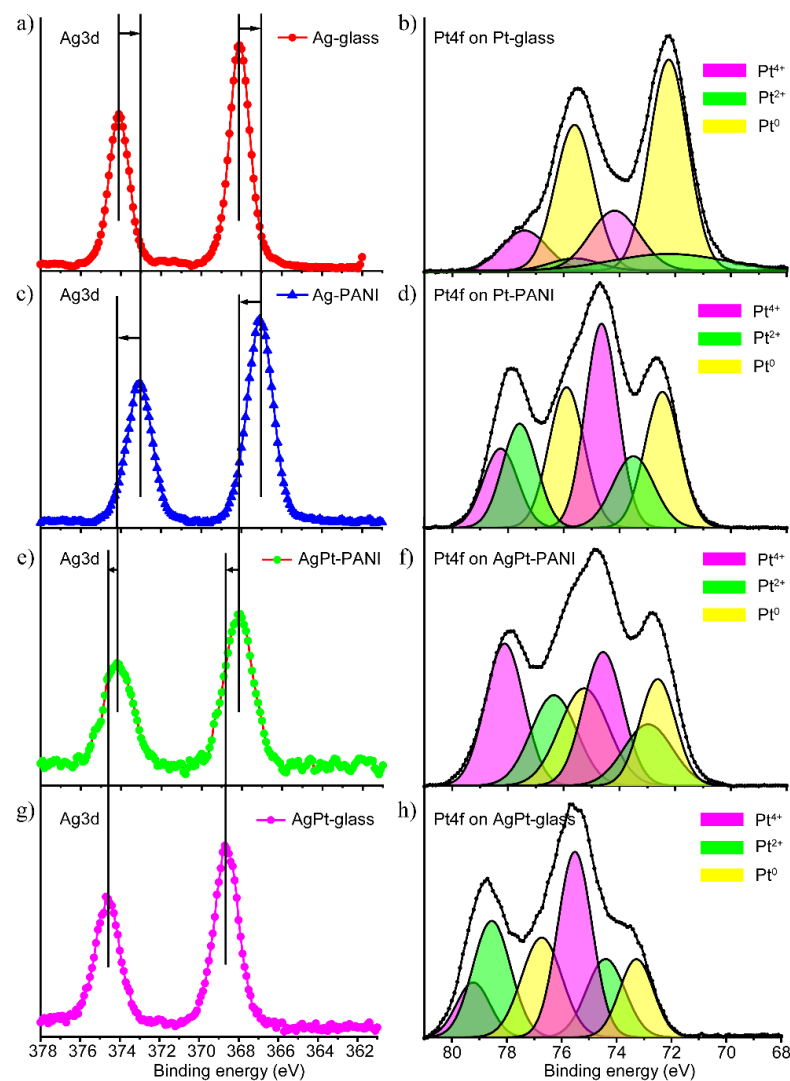 a) Ag3d Ag-glass
b) Pt4f on Pt-glass
Pt⁴⁺
Pt²⁺
Pt⁰
c) Ag3d Ag-PANI
d) Pt4f on Pt-PANI
Pt⁴⁺
Pt²⁺
Pt⁰
e) Ag3d AgPt-PANI
f) Pt4f on AgPt-PANI
Pt⁴⁺
Pt²⁺
Pt⁰
g) Ag3d AgPt-glass
h) Pt4f on AgPt-glass
Pt⁴⁺
Pt²⁺
Pt⁰
378 376 374 372 370 368 366 364 362
Binding energy (eV)
80 78 76 74 72 70 68
Binding energy (eV)